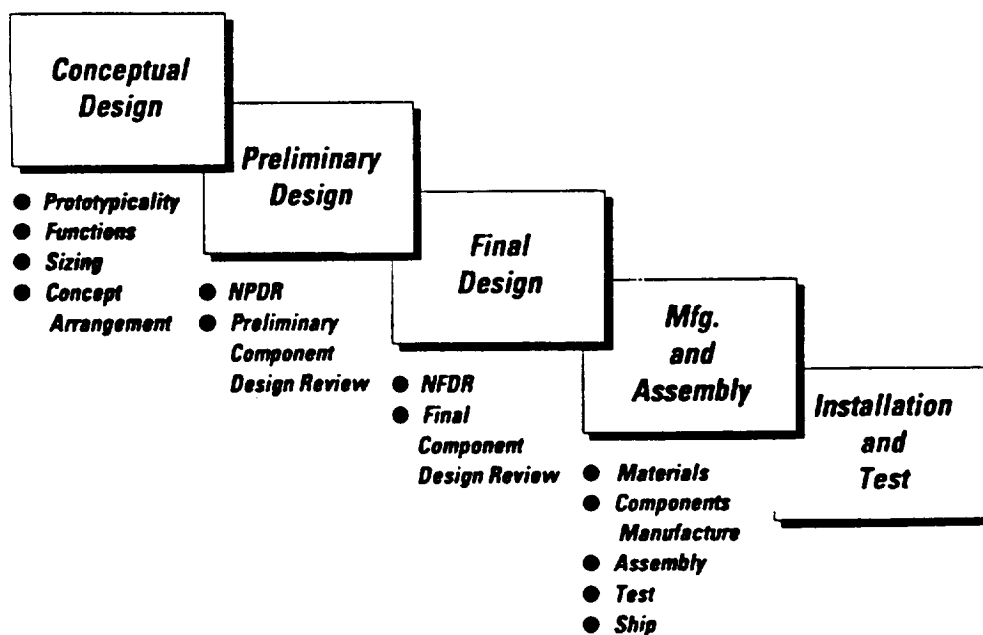 Conceptual
Design
● Prototypicality
● Functions
● Sizing
● Concept
Arrangement
Preliminary
Design
● NPDR
● Preliminary
Component
Design Review
Final
Design
● NFDR
● Final
Component
Design Review
Mfg.
and
Assembly
● Materials
● Components
Manufacture
● Assembly
● Test
● Ship
Installation
and
Test